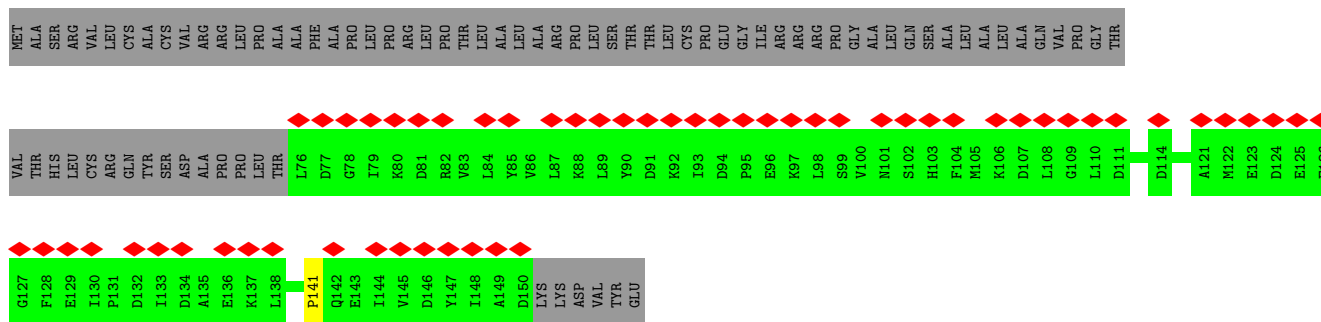 MET ALA SER ARG VAL LEU CYS ALA CYS VAL ARG ARG LEU PRO ALA ALA PHE ALA PRO LEU PRO ARG LEU PRO THR LEU ALA LEU ALA ARG PRO LEU SER THR THR LEU CYS PRO GLU GLY ILE ARG ARG ARG PRO GLY ALA LEU GLN SER ALA LEU ALA LEU ALA GLN VAL PRO GLY THR
VAL THR HIS LEU CYS ARG GLN TYR SER ASP ALA PRO PRO LEU THR L76 D77 G78 I79 K80 D81 R82 V83 L84 Y85 V86 L87 K88 L89 Y90 D91 K92 I93 D94 P95 E96 K97 L98 S99 V100 N101 S102 H103 F104 M105 K106 D107 L108 G109 L110 D111 D114 A121 M122 E123 D124 E125
G127 F128 E129 I130 P131 D132 I133 D134 A135 E136 K137 L138 P141 Q142 E143 I144 V145 D146 Y147 I148 A149 D150 LYS LYS ASP VAL TYR GLU